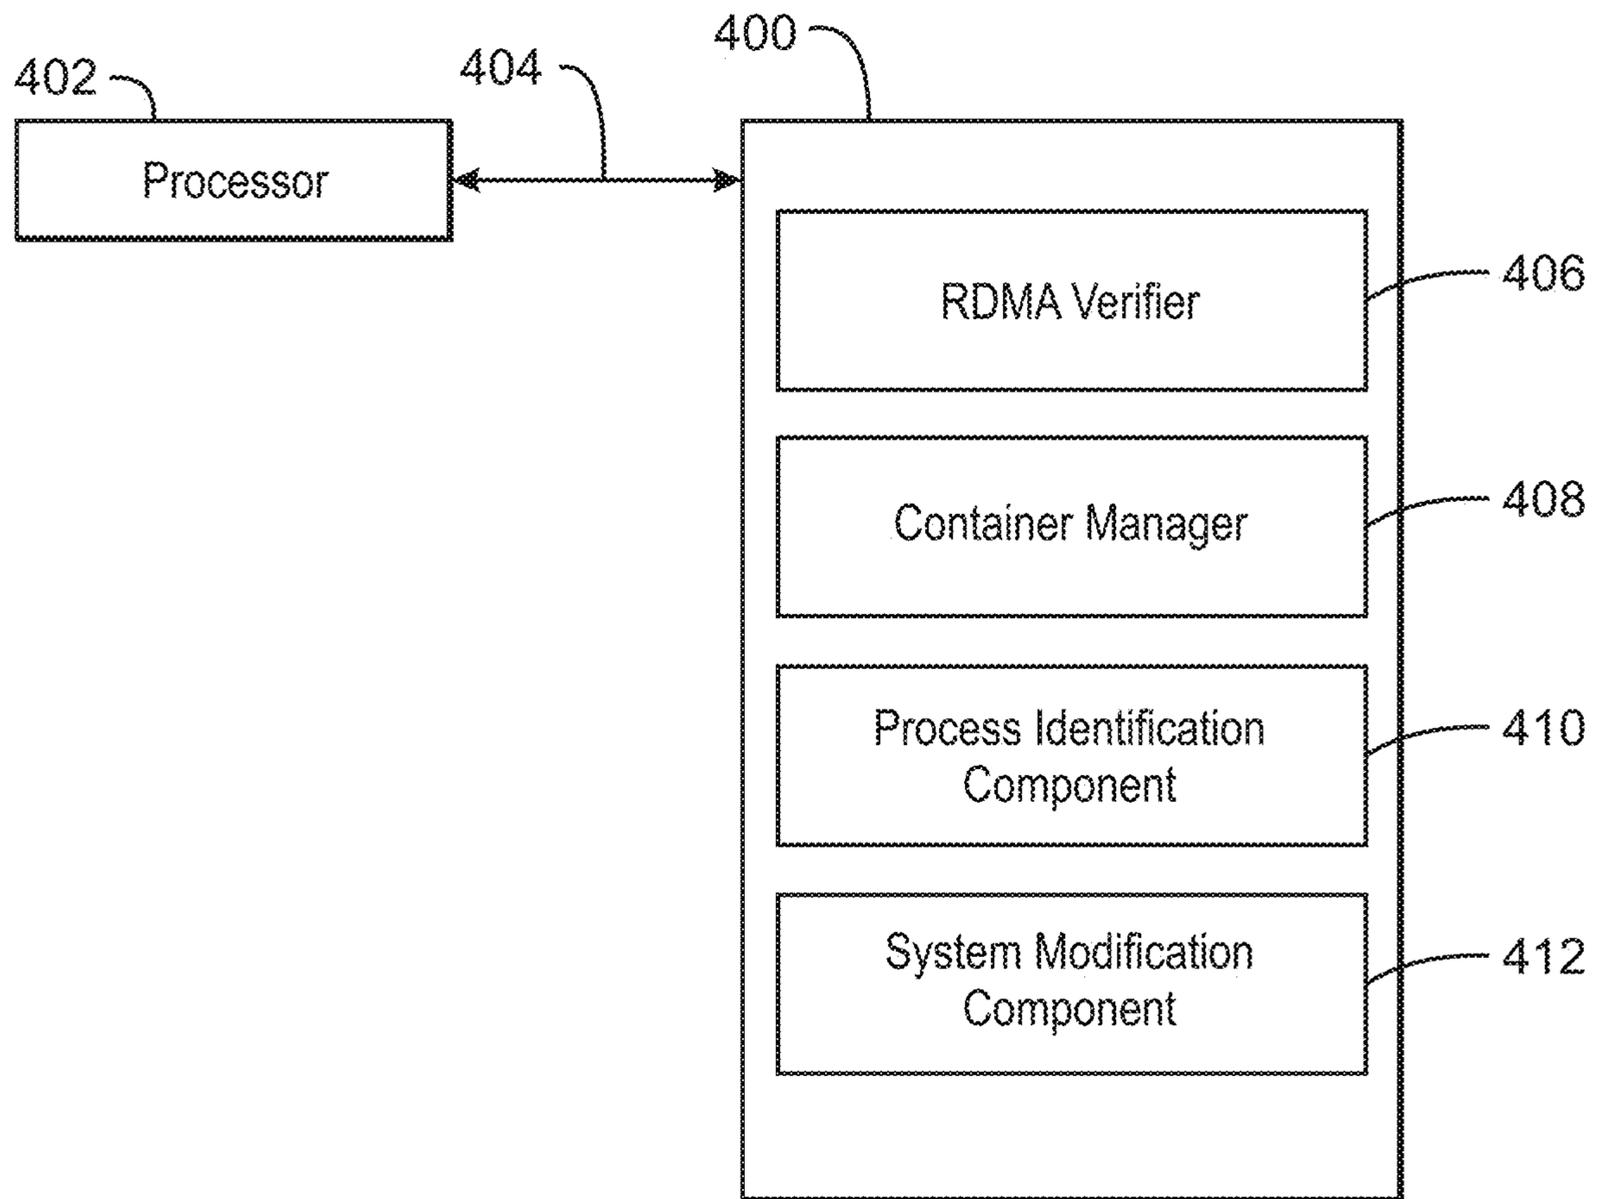 400
404
402
Processor
RDMA Verifier
406
Container Manager
408
Process Identification
Component
410
System Modification
Component
412